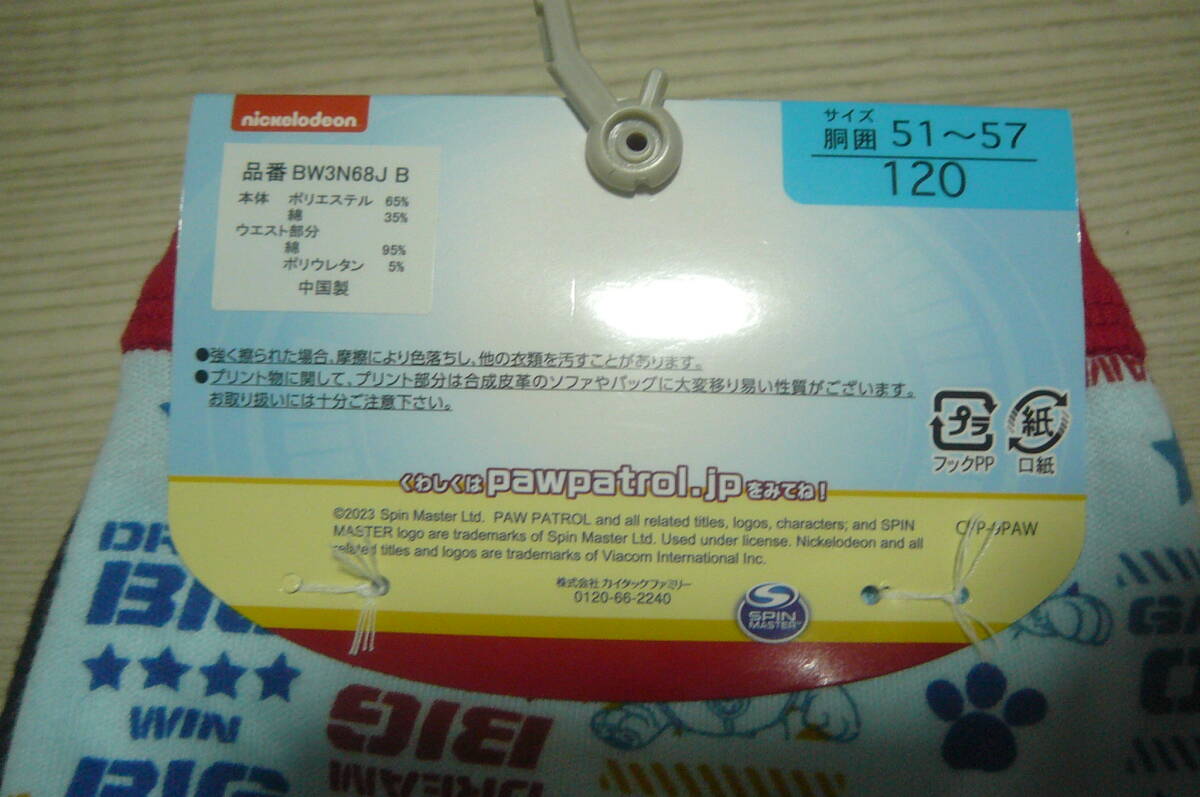 nickelodeon
品番 BW3N68J B
本体 ポリエステル 65%
綿 35%
ウエスト部分
綿 95%
ポリウレタン 5%
中国製
サイズ
胴囲 51～57
120
●強く擦られた場合、摩擦により色落ちし、他の衣類を汚すことがあります。
●プリント物に関して、プリント部分は合成皮革のソファやバッグに大変移り易い性質がございます。
お取り扱いには十分ご注意下さい。
プラ
フックPP
紙
口紙
くわしくはpawpatrol.jpをみてね!
©2023 Spin Master Ltd. PAW PATROL and all related titles, logos, characters; and SPIN
MASTER logo are trademarks of Spin Master Ltd. Used under license. Nickelodeon and all
related titles and logos are trademarks of Viacom International Inc.
株式会社 カイタックファミリー
0120-66-2240
SPIN
MASTER
BIG
WIN
BIG
BIG
DREAM